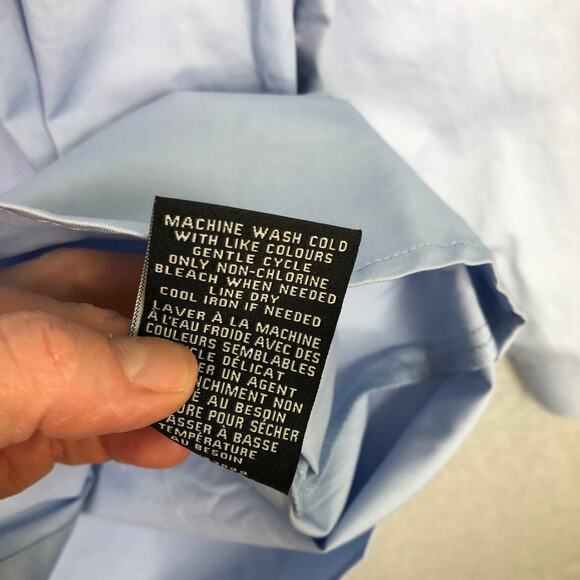 MACHINE WASH COLD
WITH LIKE COLOURS
GENTLE CYCLE
ONLY NON-CHLORINE
BLEACH WHEN NEEDED
LINE DRY
COOL IRON IF NEEDED
LAVER À LA MACHINE
À L'EAU FROIDE AVEC DES
COULEURS SEMBLABLES
DÉLICAT
UN AGENT
NON
AU BESOIN
POUR SÉCHER
À BASSE
TEMPÉRATURE
AU BESOIN